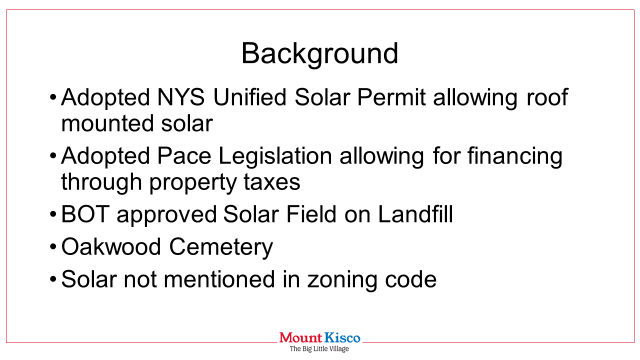 Background
• Adopted NYS Unified Solar Permit allowing roof
mounted solar
• Adopted Pace Legislation allowing for financing
through property taxes
• BOT approved Solar Field on Landfill
• Oakwood Cemetery
• Solar not mentioned in zoning code
Mount Kisco
The Big Little Village